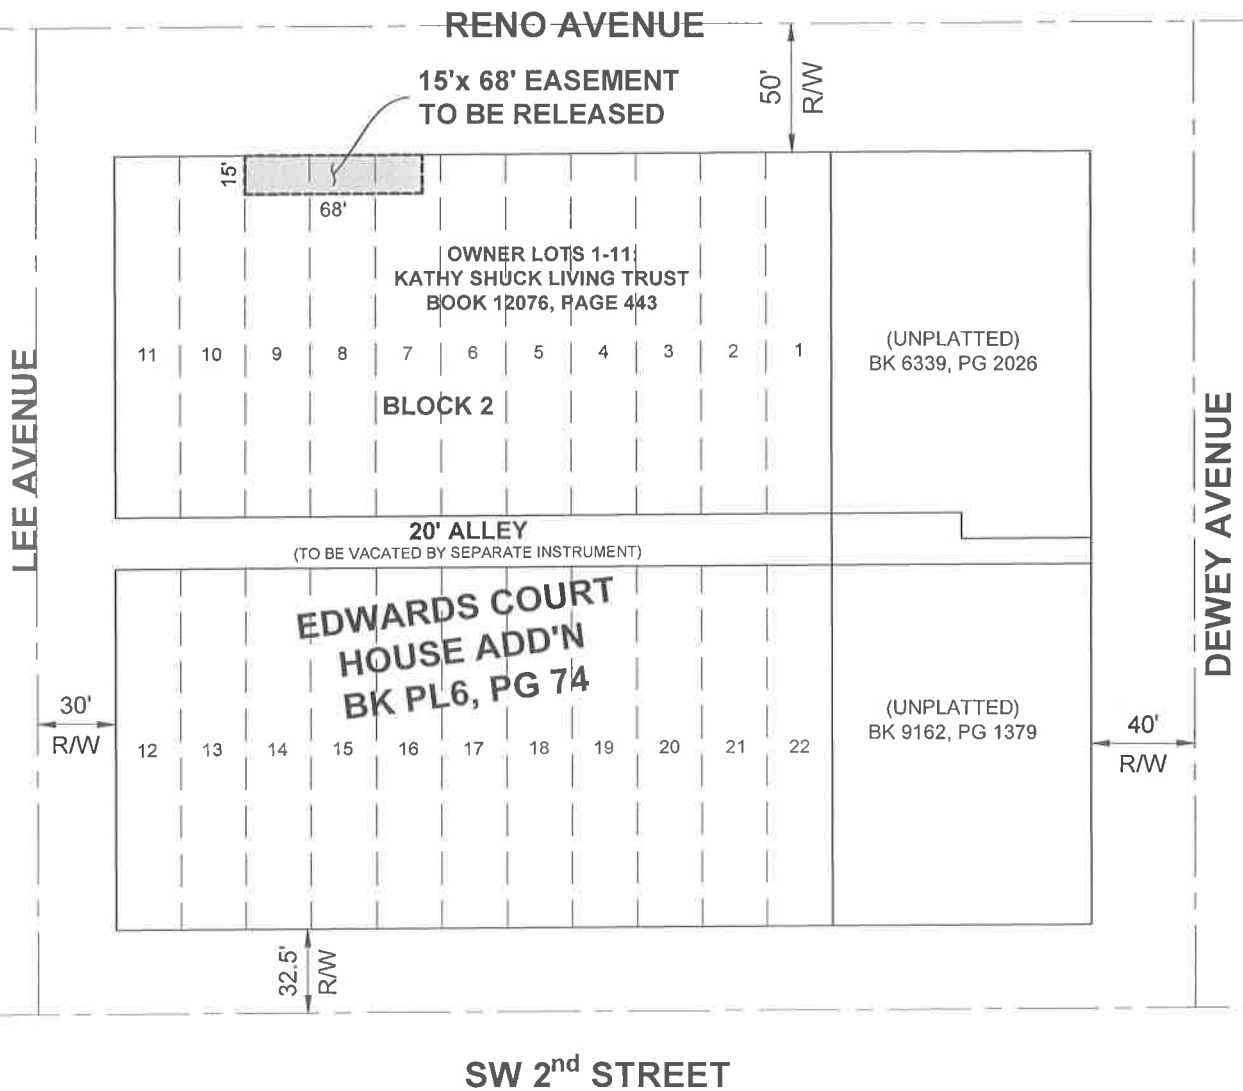 RENO AVENUE
15'x 68' EASEMENT
TO BE RELEASED
50'
R/W
15'
68'
OWNER LOTS 1-11:
KATHY SHUCK LIVING TRUST
BOOK 12076, PAGE 443
11 10 9 8 7 6 5 4 3 2 1
(UNPLATTED)
BK 6339, PG 2026
BLOCK 2
LEE AVENUE
DEWEY AVENUE
20' ALLEY
(TO BE VACATED BY SEPARATE INSTRUMENT)
EDWARDS COURT
HOUSE ADD'N
BK PL6, PG 74
30'
R/W
12 13 14 15 16 17 18 19 20 21 22
(UNPLATTED)
BK 9162, PG 1379
40'
R/W
32.5'
R/W
SW 2nd STREET